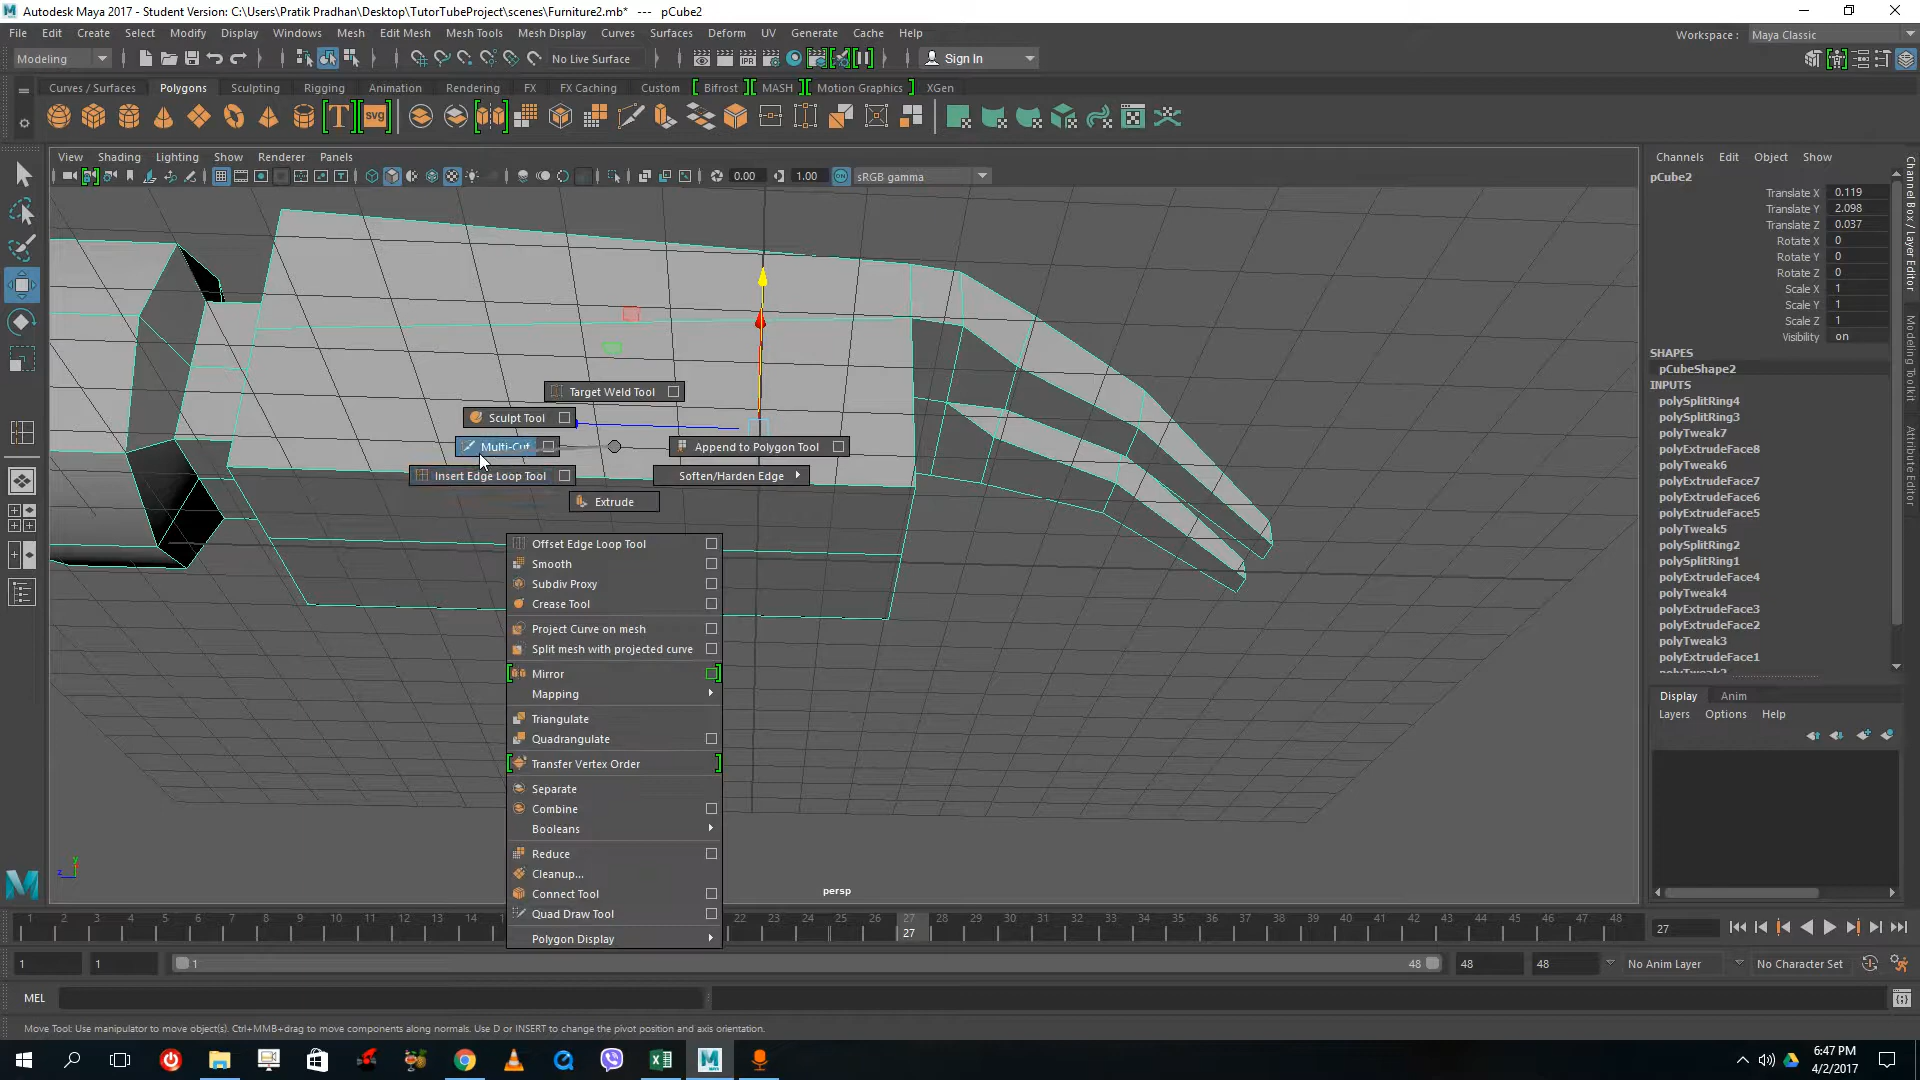 Autodesk Maya 2017 - Student Version: C:\Users\Pratik Pradhan\Desktop\TutorTubeProject\scenes\Furniture2.mb* --- pCube2
File Edit Create Select Modify Display Windows Mesh Edit Mesh Mesh Tools Mesh Display Curves Surfaces Deform UV Generate Cache Help
Workspace : Maya Classic
Modeling No Live Surface Sign In
Curves / Surfaces Polygons Sculpting Rigging Animation Rendering FX FX Caching Custom Bifrost MASH Motion Graphics XGen
T svg
View Shading Lighting Show Renderer Panels
0.00 1.00 ON sRGB gamma
Channels Edit Object Show
pCube2
Translate X 0.119
Translate Y 2.098
Translate Z 0.037
Rotate X 0
Rotate Y 0
Rotate Z 0
Scale X 1
Scale Y 1
Scale Z 1
Visibility on
SHAPES
pCubeShape2
INPUTS
polySplitRing4
polySplitRing3
polyTweak7
polyExtrudeFace8
polyTweak6
polyExtrudeFace7
polyExtrudeFace6
polyExtrudeFace5
polyTweak5
polySplitRing2
polySplitRing1
polyExtrudeFace4
polyTweak4
polyExtrudeFace3
polyExtrudeFace2
polyTweak3
polyExtrudeFace1
Channel Box / Layer Editor
Modeling Toolkit
Attribute Editor
Target Weld Tool
Sculpt Tool
Multi-Cut
Append to Polygon Tool
Insert Edge Loop Tool
Soften/Harden Edge
Extrude
Offset Edge Loop Tool
Smooth
Subdiv Proxy
Crease Tool
Project Curve on mesh
Split mesh with projected curve
Mirror
Mapping
Triangulate
Quadrangulate
Transfer Vertex Order
Separate
Combine
Booleans
Reduce
Cleanup...
Connect Tool
Quad Draw Tool
Polygon Display
Display Anim
Layers Options Help
y
z
persp
1 2 3 4 5 6 7 8 9 10 11 12 13 14 22 23 24 25 26 27 28 29 30 31 32 33 34 35 36 37 38 39 40 41 42 43 44 45 46 47 48
27 27
1 1 1 48 48 48 No Anim Layer No Character Set
MEL
Move Tool: Use manipulator to move object(s). Ctrl+MMB+drag to move components along normals. Use D or INSERT to change the pivot position and axis orientation.
6:47 PM
4/2/2017